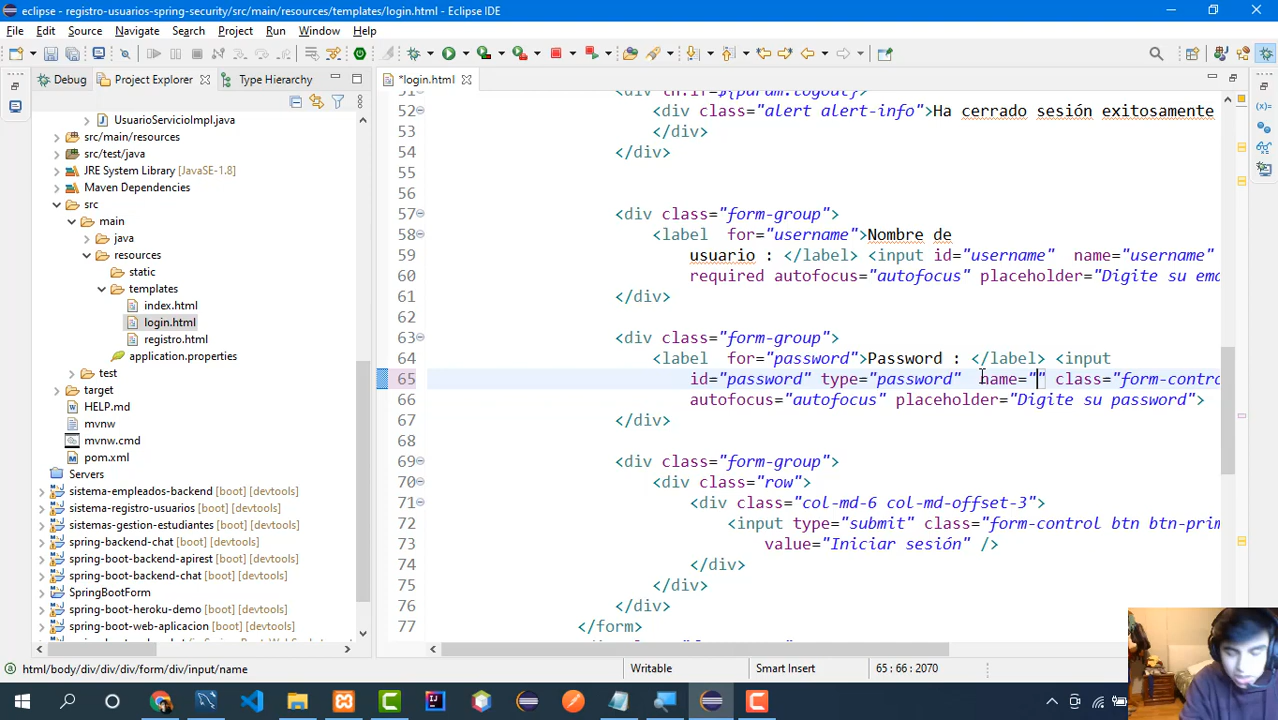 eclipse - registro-usuarios-spring-security/src/main/resources/templates/login.html - Eclipse IDE
File Edit Source Navigate Search Project Run Window Help
Debug Project Explorer Type Hierarchy *login.html
UsuarioServicioImpl.java
src/main/resources
src/test/java
JRE System Library [JavaSE-1.8]
Maven Dependencies
src
main
java
resources
static
templates
index.html
login.html
registro.html
application.properties
test
target
HELP.md
mvnw
mvnw.cmd
pom.xml
Servers
sistema-empleados-backend [boot] [devtools]
sistema-registro-usuarios [boot] [devtools]
sistemas-gestion-estudiantes [boot] [devtools]
spring-backend-chat [boot] [devtools]
spring-boot-backend-apirest [boot] [devtools]
spring-boot-backend-chat [boot] [devtools]
SpringBootForm
spring-boot-heroku-demo [boot] [devtools]
spring-boot-web-aplicacion [boot] [devtools]
51 <div th:if=${param.logout}>
52 <div class="alert alert-info">Ha cerrado sesión exitosamente
53 </div>
54 </div>
55
56
57 <div class="form-group">
58 <label for="username">Nombre de
59 usuario : </label> <input id="username" name="username"
60 required autofocus="autofocus" placeholder="Digite su ema
61 </div>
62
63 <div class="form-group">
64 <label for="password">Password : </label> <input
65 id="password" type="password" name="" class="form-contro
66 autofocus="autofocus" placeholder="Digite su password">
67 </div>
68
69 <div class="form-group">
70 <div class="row">
71 <div class="col-md-6 col-md-offset-3">
72 <input type="submit" class="form-control btn btn-prim
73 value="Iniciar sesión" />
74 </div>
75 </div>
76 </div>
77 </form>
html/body/div/div/div/form/div/input/name Writable Smart Insert 65 : 66 : 2070